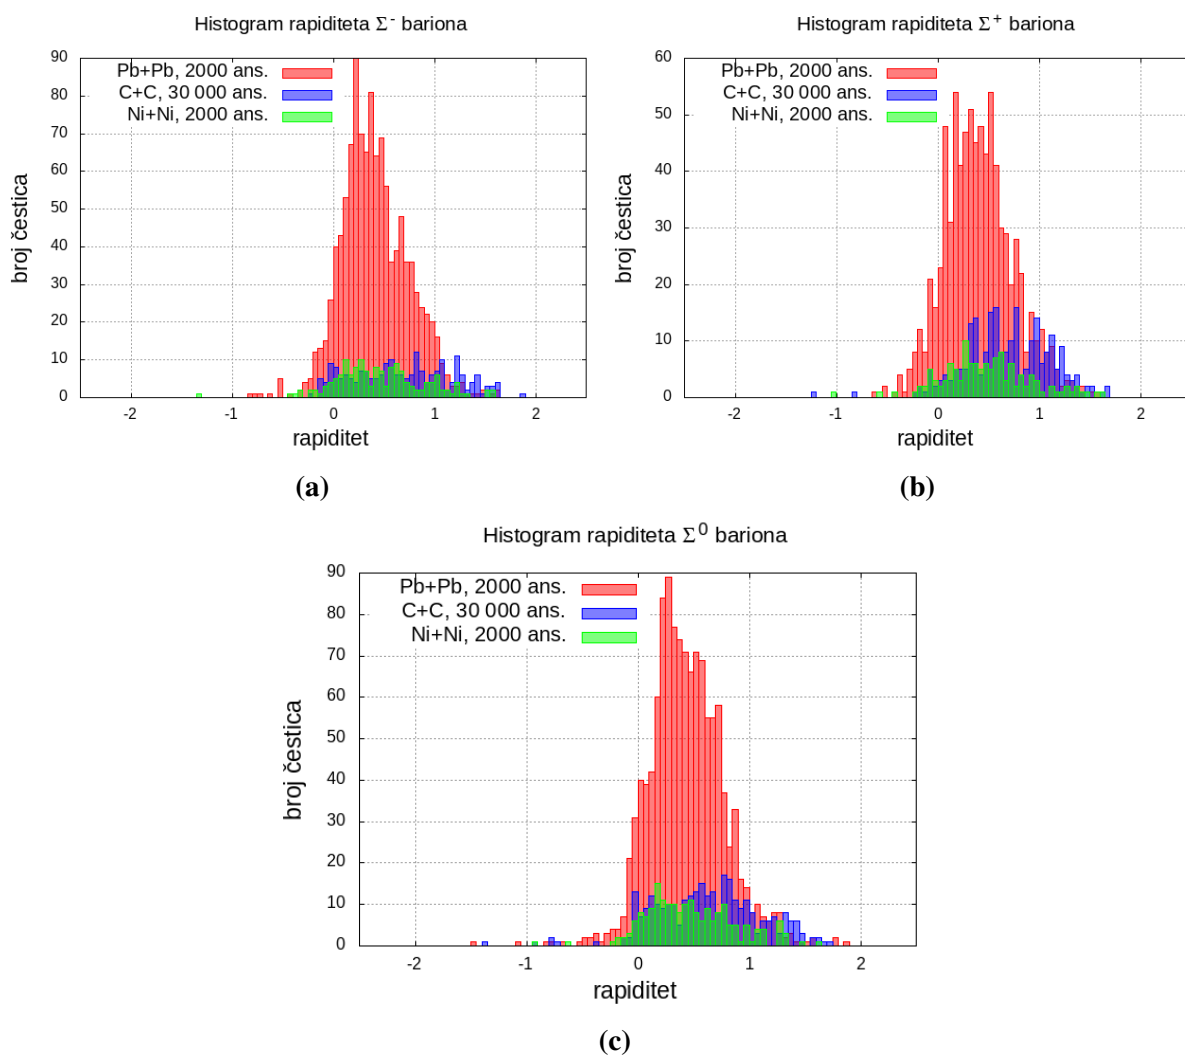 Histogram rapiditeta Σ⁻ bariona
Pb+Pb, 2000 ans.
C+C, 30 000 ans.
Ni+Ni, 2000 ans.
90
80
70
60
50
40
30
20
10
0
broj čestica
-2 -1 0 1 2
rapiditet
(a)
Histogram rapiditeta Σ⁺ bariona
Pb+Pb, 2000 ans.
C+C, 30 000 ans.
Ni+Ni, 2000 ans.
60
50
40
30
20
10
0
broj čestica
-2 -1 0 1 2
rapiditet
(b)
Histogram rapiditeta Σ⁰ bariona
Pb+Pb, 2000 ans.
C+C, 30 000 ans.
Ni+Ni, 2000 ans.
90
80
70
60
50
40
30
20
10
0
broj čestica
-2 -1 0 1 2
rapiditet
(c)